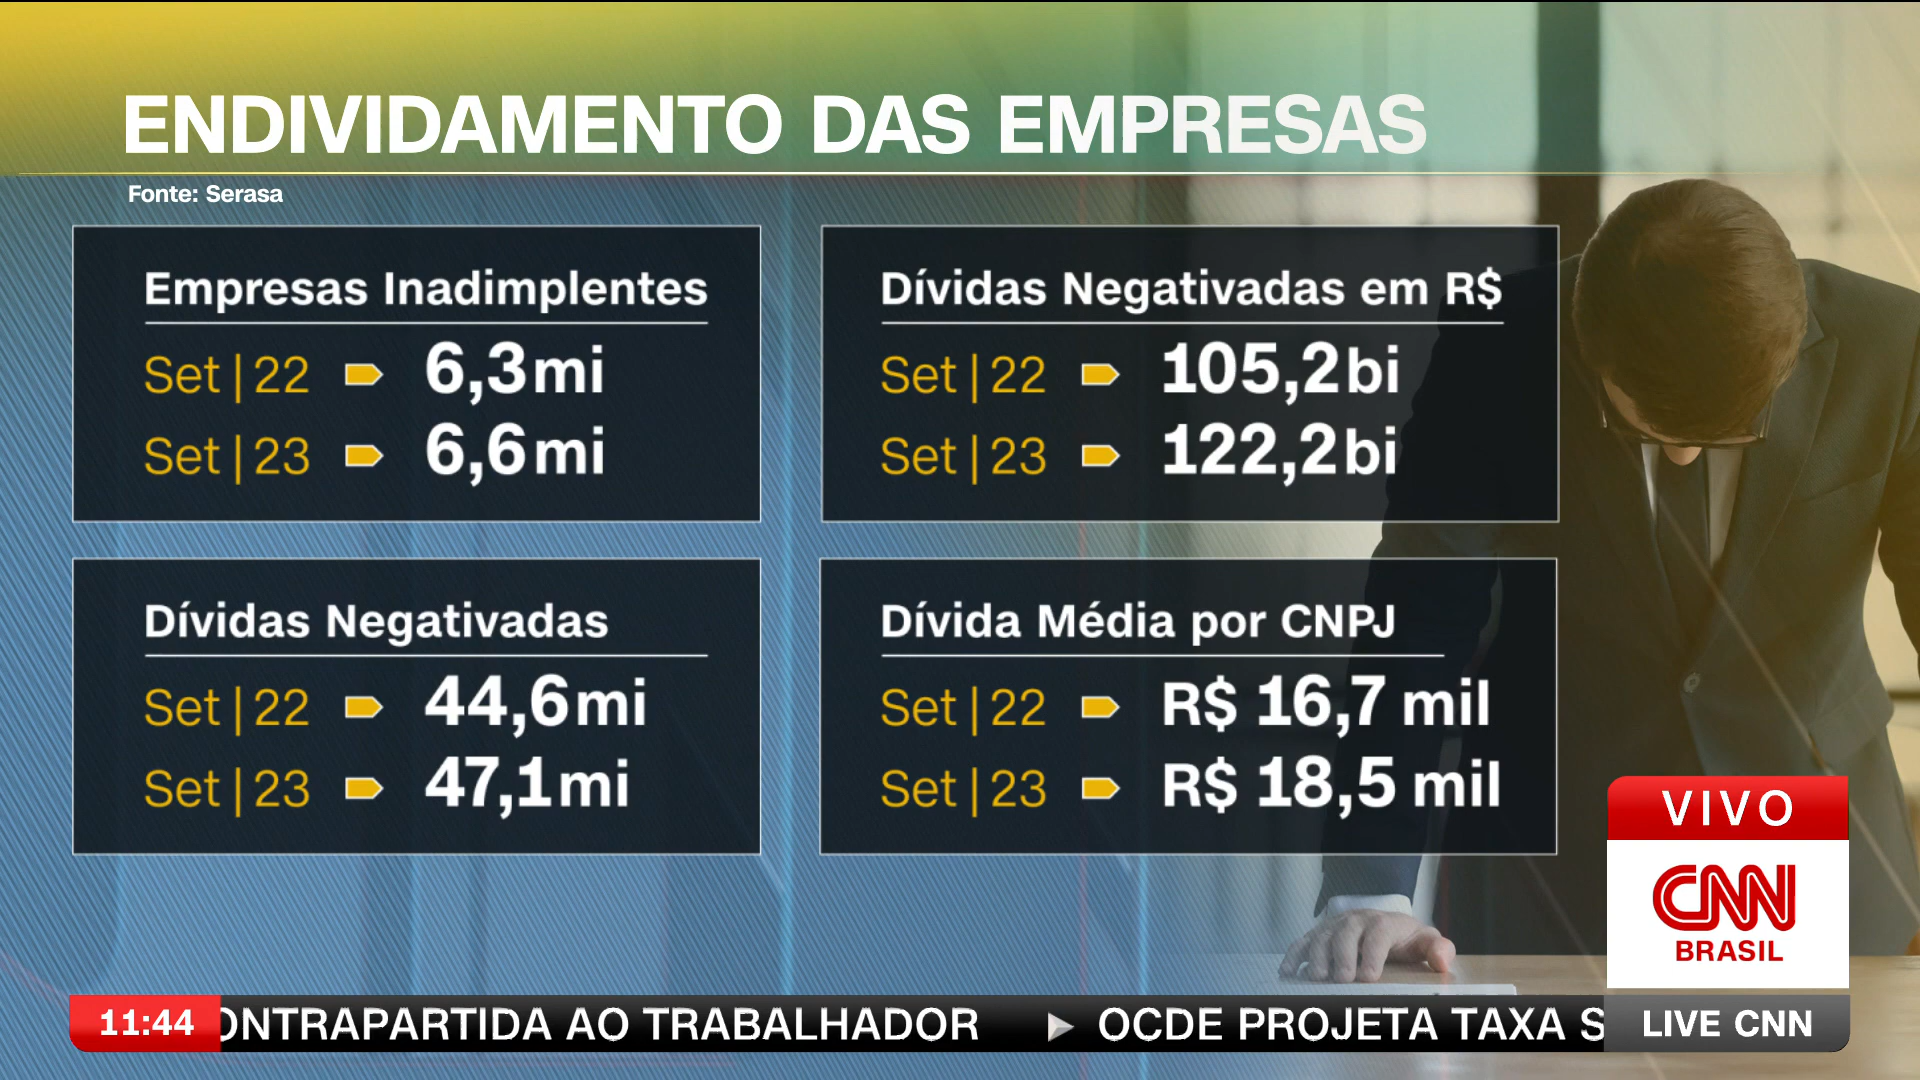 ENDIVIDAMENTO DAS EMPRESAS
Fonte: Serasa
Empresas Inadimplentes
Set | 22 6,3 mi
Set | 23 6,6 mi
Dívidas Negativadas em R$
Set | 22 105,2 bi
Set | 23 122,2 bi
Dívidas Negativadas
Set | 22 44,6 mi
Set | 23 47,1 mi
Dívida Média por CNPJ
Set | 22 R$ 16,7 mil
Set | 23 R$ 18,5 mil
VIVO
CNN
BRASIL
11:44 ONTRAPARTIDA AO TRABALHADOR OCDE PROJETA TAXA S LIVE CNN